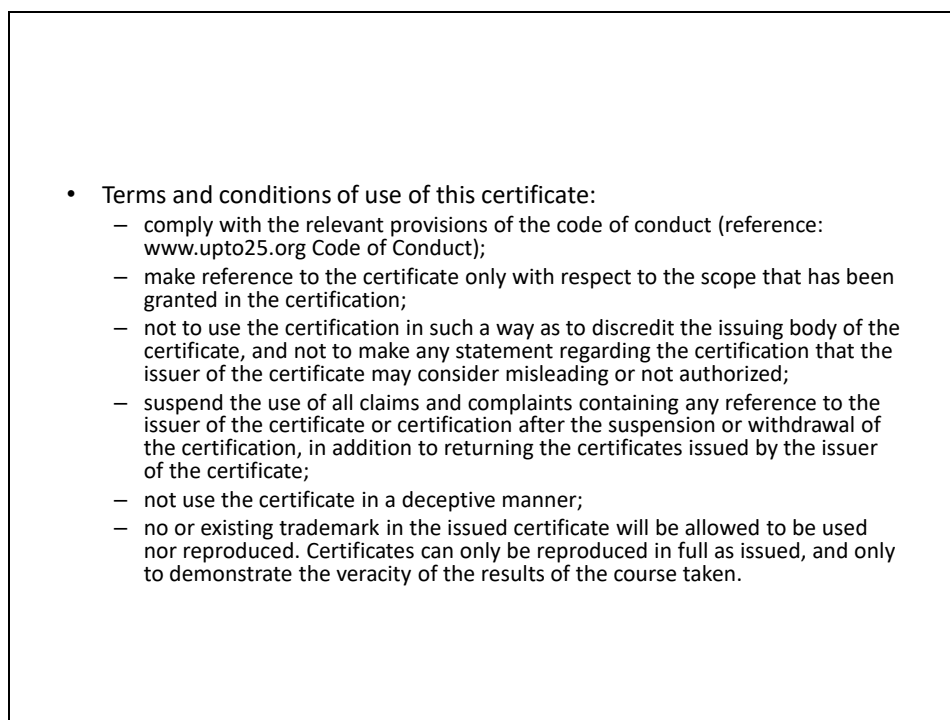 • Terms and conditions of use of this certificate:
– comply with the relevant provisions of the code of conduct (reference:
www.upto25.org Code of Conduct);
– make reference to the certificate only with respect to the scope that has been
granted in the certification;
– not to use the certification in such a way as to discredit the issuing body of the
certificate, and not to make any statement regarding the certification that the
issuer of the certificate may consider misleading or not authorized;
– suspend the use of all claims and complaints containing any reference to the
issuer of the certificate or certification after the suspension or withdrawal of
the certification, in addition to returning the certificates issued by the issuer
of the certificate;
– not use the certificate in a deceptive manner;
– no or existing trademark in the issued certificate will be allowed to be used
nor reproduced. Certificates can only be reproduced in full as issued, and only
to demonstrate the veracity of the results of the course taken.